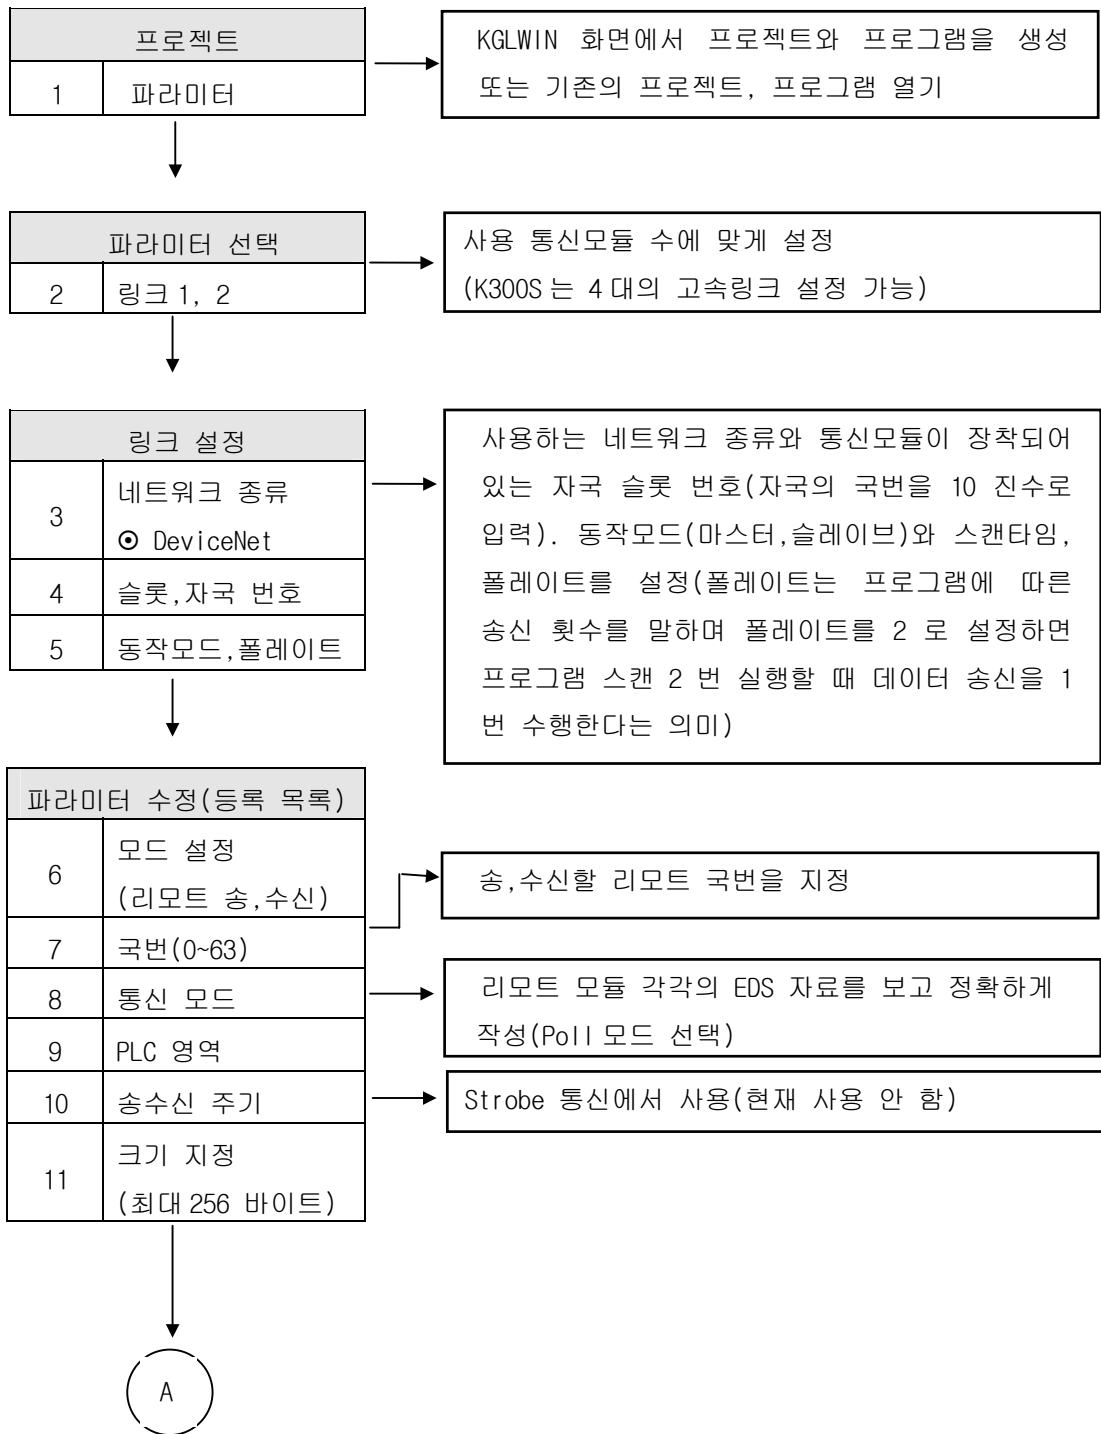 프로젝트
1 파라미터
KGLWIN 화면에서 프로젝트와 프로그램을 생성
또는 기존의 프로젝트, 프로그램 열기
파라미터 선택
2 링크 1, 2
사용 통신모듈 수에 맞게 설정
(K300S 는 4 대의 고속링크 설정 가능)
링크 설정
3 네트워크 종류
⊙ DeviceNet
4 슬롯,자국 번호
5 동작모드,폴레이트
사용하는 네트워크 종류와 통신모듈이 장착되어
있는 자국 슬롯 번호(자국의 국번을 10 진수로
입력). 동작모드(마스터,슬레이브)와 스캔타임,
폴레이트를 설정(폴레이트는 프로그램에 따른
송신 횟수를 말하며 폴레이트를 2 로 설정하면
프로그램 스캔 2 번 실행할 때 데이터 송신을 1
번 수행한다는 의미)
파라미터 수정(등록 목록)
6 모드 설정
(리모트 송,수신)
7 국번(0~63)
8 통신 모드
9 PLC 영역
10 송수신 주기
11 크기 지정
(최대 256 바이트)
송,수신할 리모트 국번을 지정
리모트 모듈 각각의 EDS 자료를 보고 정확하게
작성(Poll 모드 선택)
Strobe 통신에서 사용(현재 사용 안 함)
A